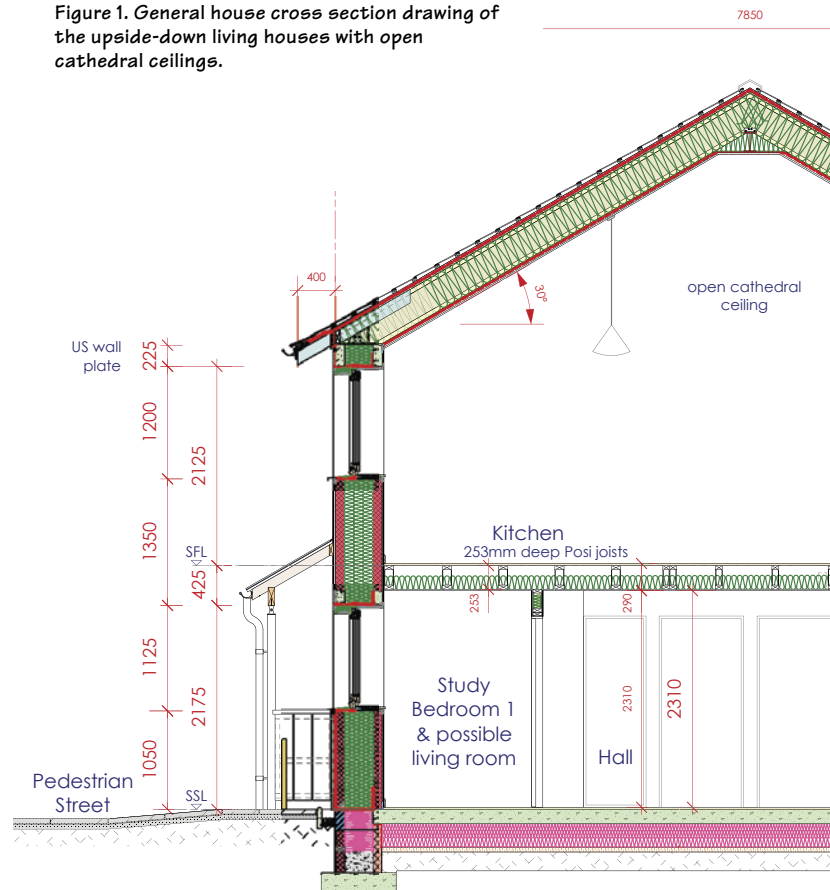 Figure 1. General house cross section drawing of
the upside-down living houses with open
cathedral ceilings.
7850
400
30º
open cathedral
ceiling
US wall
plate
225
1200
2125
1350
SFL
425
Kitchen
253mm deep Posi joists
253
290
1125
2175
1050
Study
Bedroom 1
& possible
living room
2310
2310
Hall
Pedestrian
Street
SSL